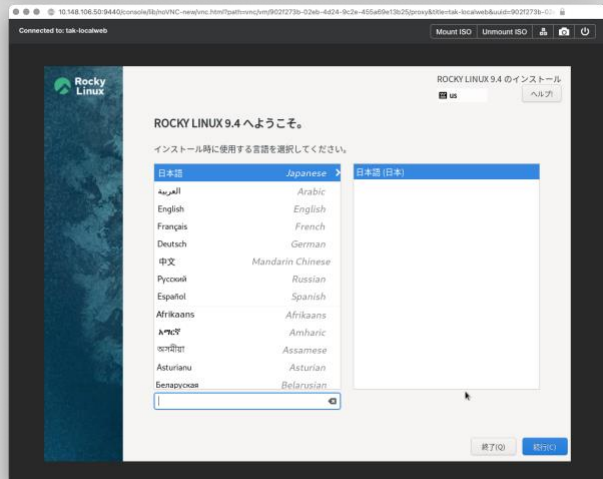 10.148.106.50:9440/console/lib/noVNC-new/vnc.html?path=vnc/vm/902f273b-02eb-4d24-9c2e-455a69e13b25/proxy&title=tak-localweb&uuid=902f273b-02
Connected to: tak-localweb
Mount ISO
Unmount ISO
Rocky
Linux
ROCKY LINUX 9.4 のインストール
us
ヘルプ!
ROCKY LINUX 9.4 へようこそ。
インストール時に使用する言語を選択してください。
日本語 Japanese
日本語 (日本)
العربية Arabic
English English
Français French
Deutsch German
中文 Mandarin Chinese
Русский Russian
Español Spanish
Afrikaans Afrikaans
አማርኛ Amharic
অসমীয়া Assamese
Asturianu Asturian
Беларуская Belarusian
終了(Q)
続行(C)